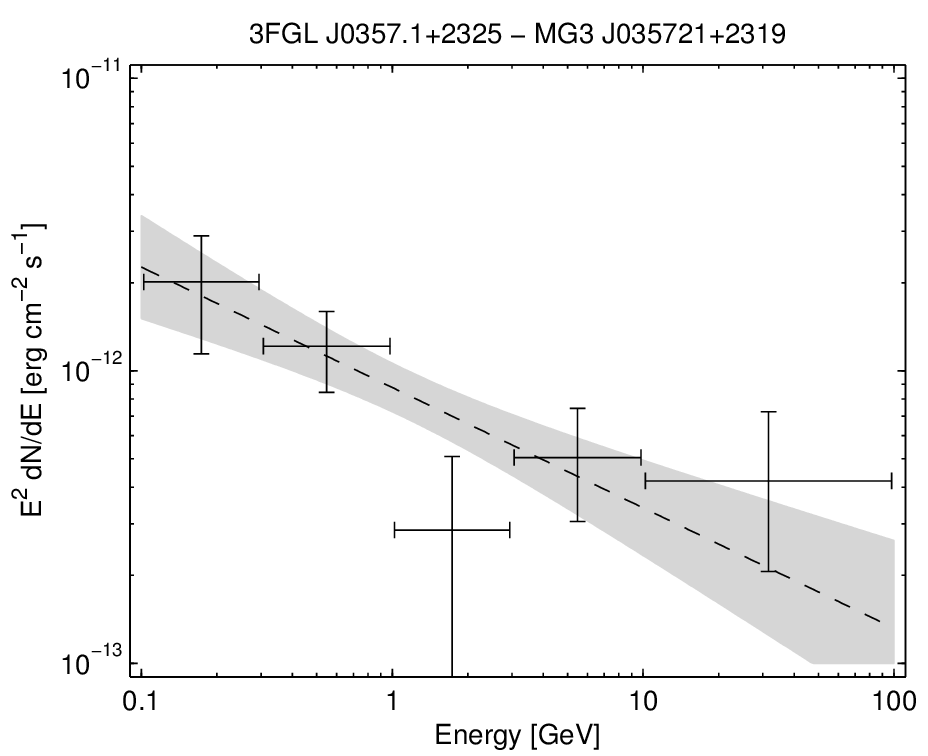 3FGL J0357.1+2325 − MG3 J035721+2319
10⁻¹¹
10⁻¹²
10⁻¹³
E² dN/dE [erg cm⁻² s⁻¹]
0.1 1 10 100
Energy [GeV]